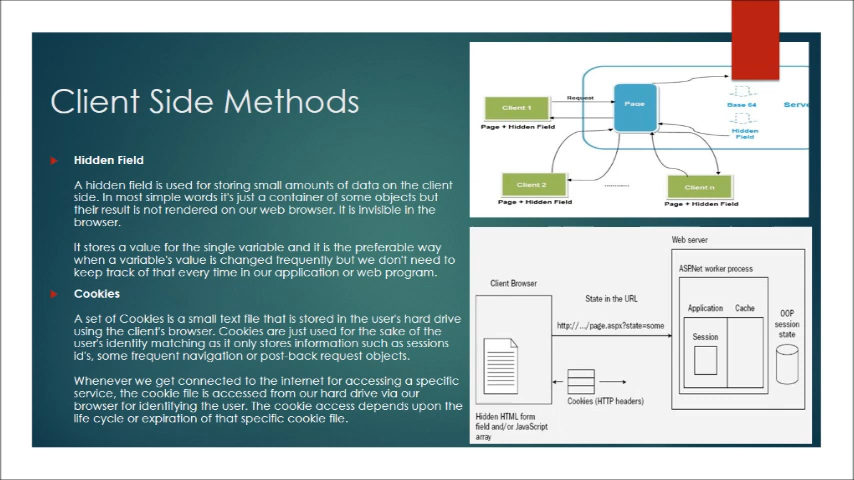 Client Side Methods
Hidden Field
A hidden field is used for storing small amounts of data on the client
side. In most simple words it's just a container of some objects but
their result is not rendered on our web browser. It is invisible in the
browser.
It stores a value for the single variable and it is the preferable way
when a variable's value is changed frequently but we don't need to
keep track of that every time in our application or web program.
Cookies
A set of Cookies is a small text file that is stored in the user's hard drive
using the client's browser. Cookies are just used for the sake of the
user's identity matching as it only stores information such as sessions
id's, some frequent navigation or post-back request objects.
Whenever we get connected to the internet for accessing a specific
service, the cookie file is accessed from our hard drive via our
browser for identifying the user. The cookie access depends upon the
life cycle or expiration of that specific cookie file.
Client 1
Request
Page
Base 64
Serve
Page + Hidden Field
Hidden
Field
Client 2
............
Client n
Page + Hidden Field
Page + Hidden Field
Web server
ASP.Net worker process
Client Browser
State in the URL
Application
Cache
OOP
session
state
http://.../page.aspx?state=some
Session
Cookies (HTTP headers)
Hidden HTML form
field and/or JavaScript
array